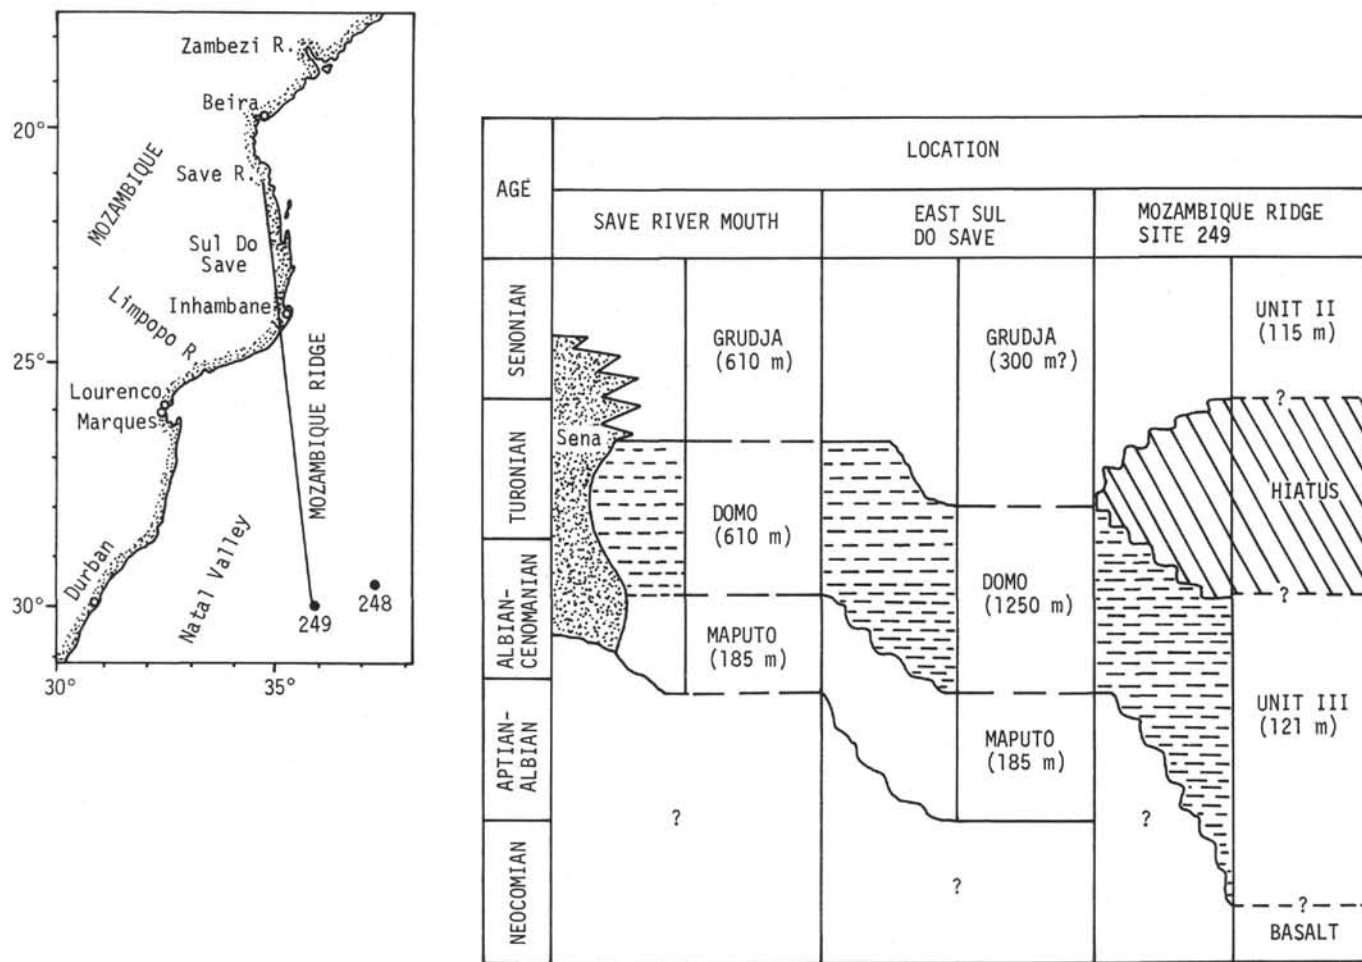 Zambezi R.
Beira
20°
Save R.
MOZAMBIQUE
Sul Do
Save
Inhambane
Limpopo R
25°
Lourenco
Marques
MOZAMBIQUE RIDGE
Natal Valley
Durban
30°
249
248
30°
35°
AGE
LOCATION
SAVE RIVER MOUTH
EAST SUL
DO SAVE
MOZAMBIQUE RIDGE
SITE 249
SENONIAN
TURONIAN
ALBIAN-
CENOMANIAN
APTIAN-
ALBIAN
NEOCOMIAN
Sena
GRUDJA
(610 m)
DOMO
(610 m)
MAPUTO
(185 m)
?
GRUDJA
(300 m?)
DOMO
(1250 m)
MAPUTO
(185 m)
?
UNIT II
(115 m)
?
HIATUS
?
UNIT III
(121 m)
?
?
BASALT